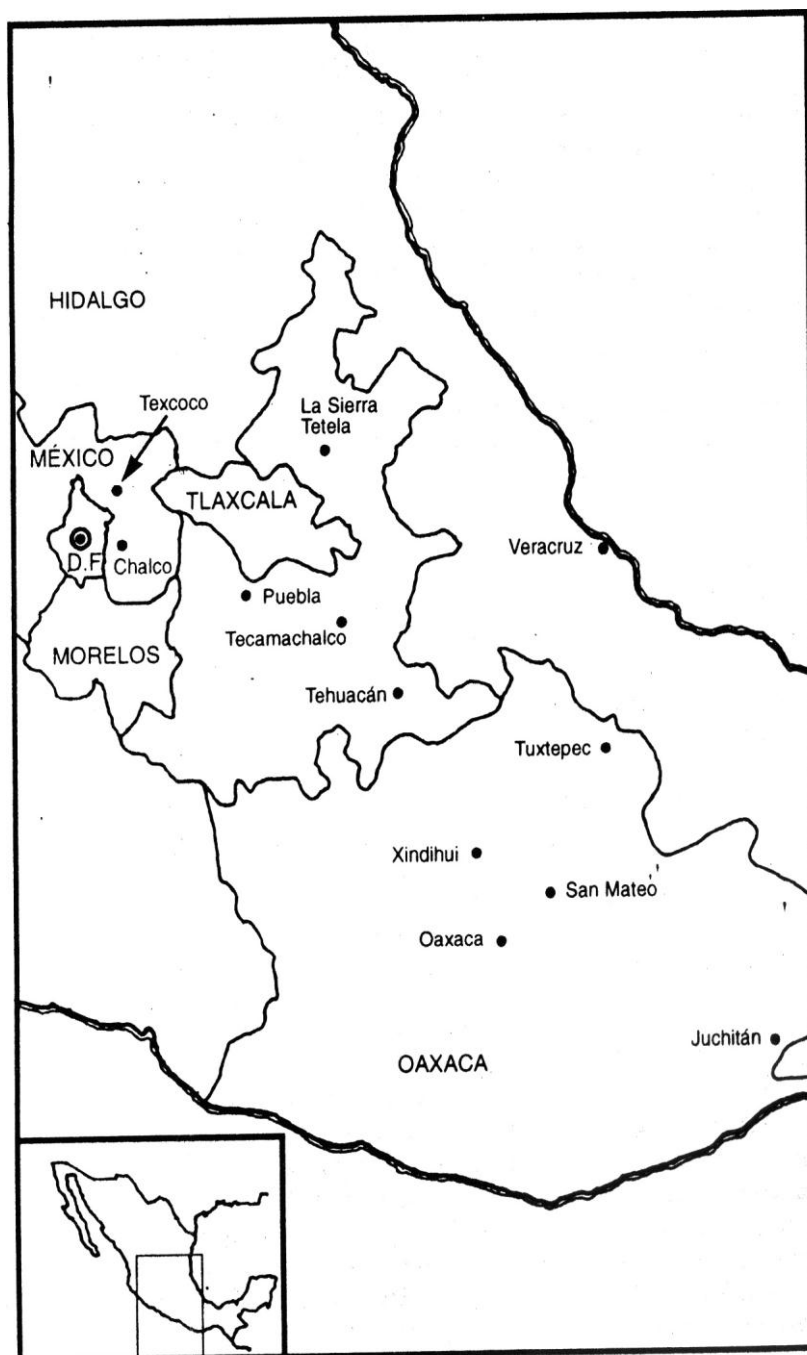 HIDALGO
Texcoco
La Sierra
Tetela
MÉXICO
TLAXCALA
D.F.
Chalco
Veracruz
Puebla
Tecamachalco
MORELOS
Tehuacán
Tuxtepec
Xindihui
San Mateo
Oaxaca
Juchitán
OAXACA